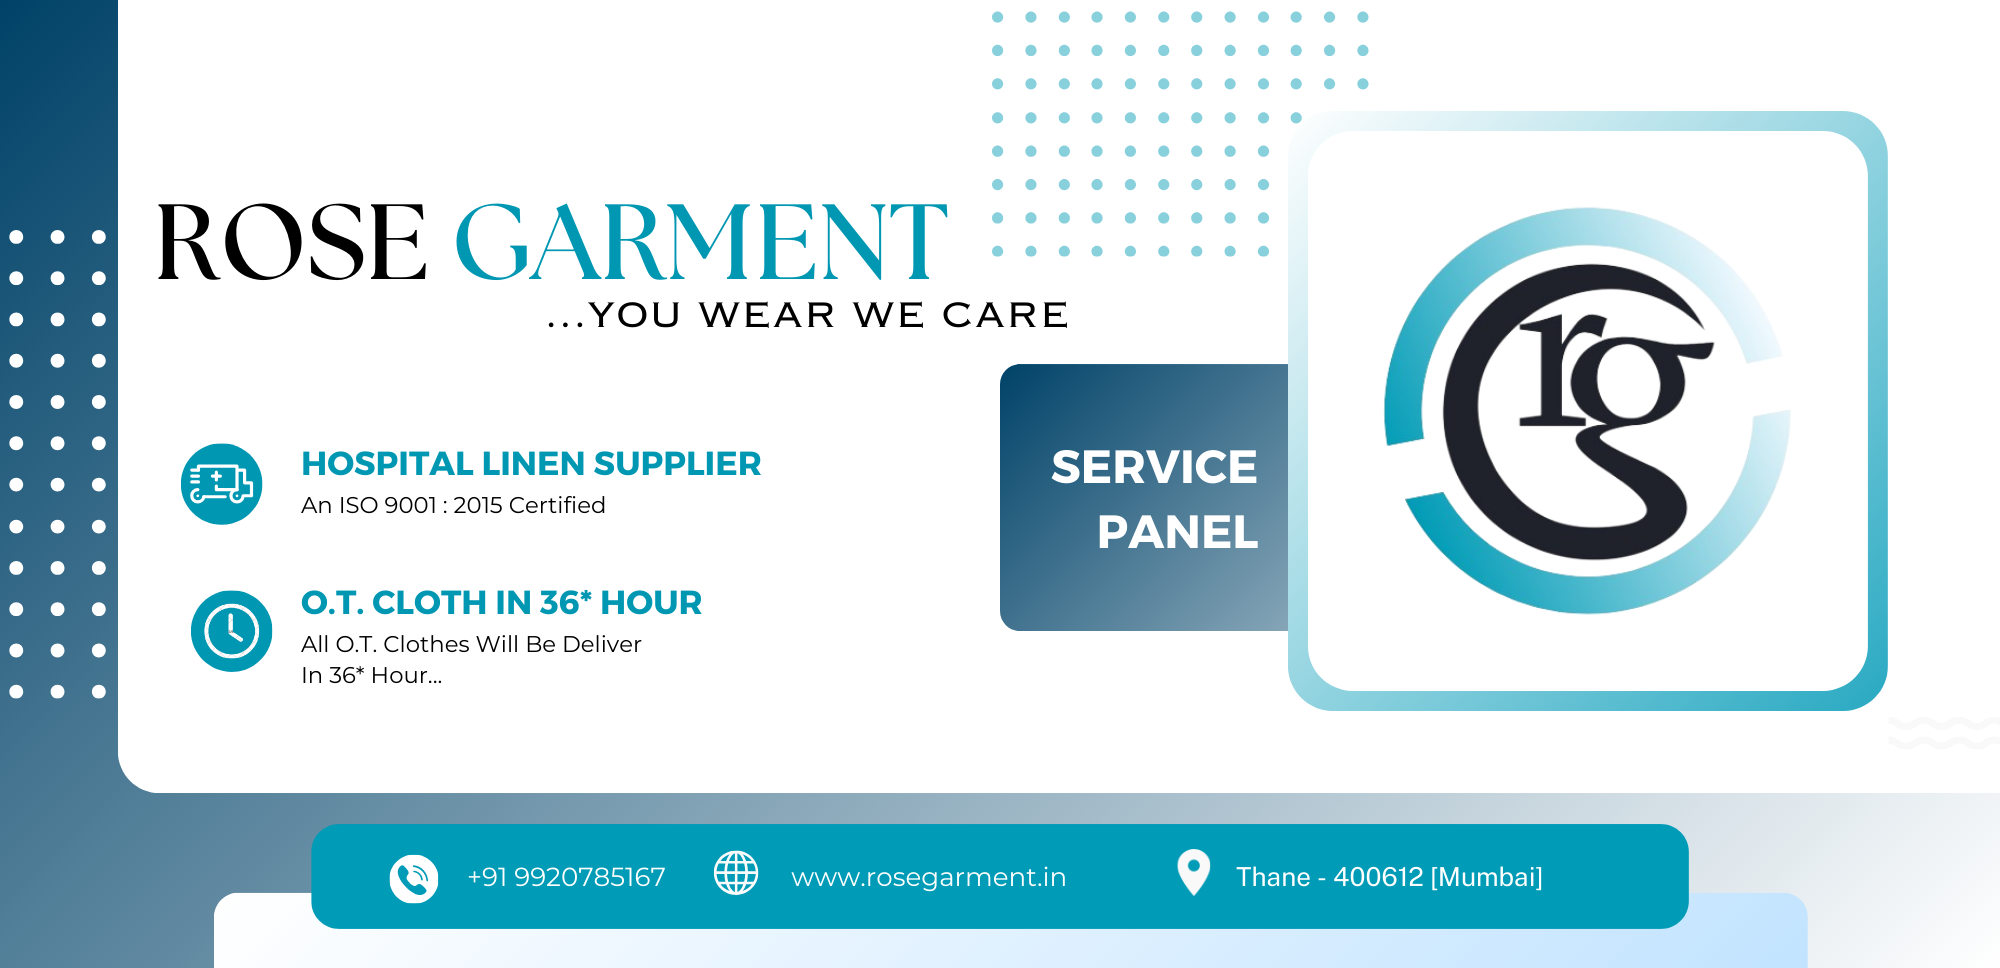 ROSE GARMENT
...YOU WEAR WE CARE
HOSPITAL LINEN SUPPLIER
An ISO 9001 : 2015 Certified
O.T. CLOTH IN 36* HOUR
All O.T. Clothes Will Be Deliver
In 36* Hour...
SERVICE
PANEL
rg
+91 9920785167
www.rosegarment.in
Thane - 400612 [Mumbai]